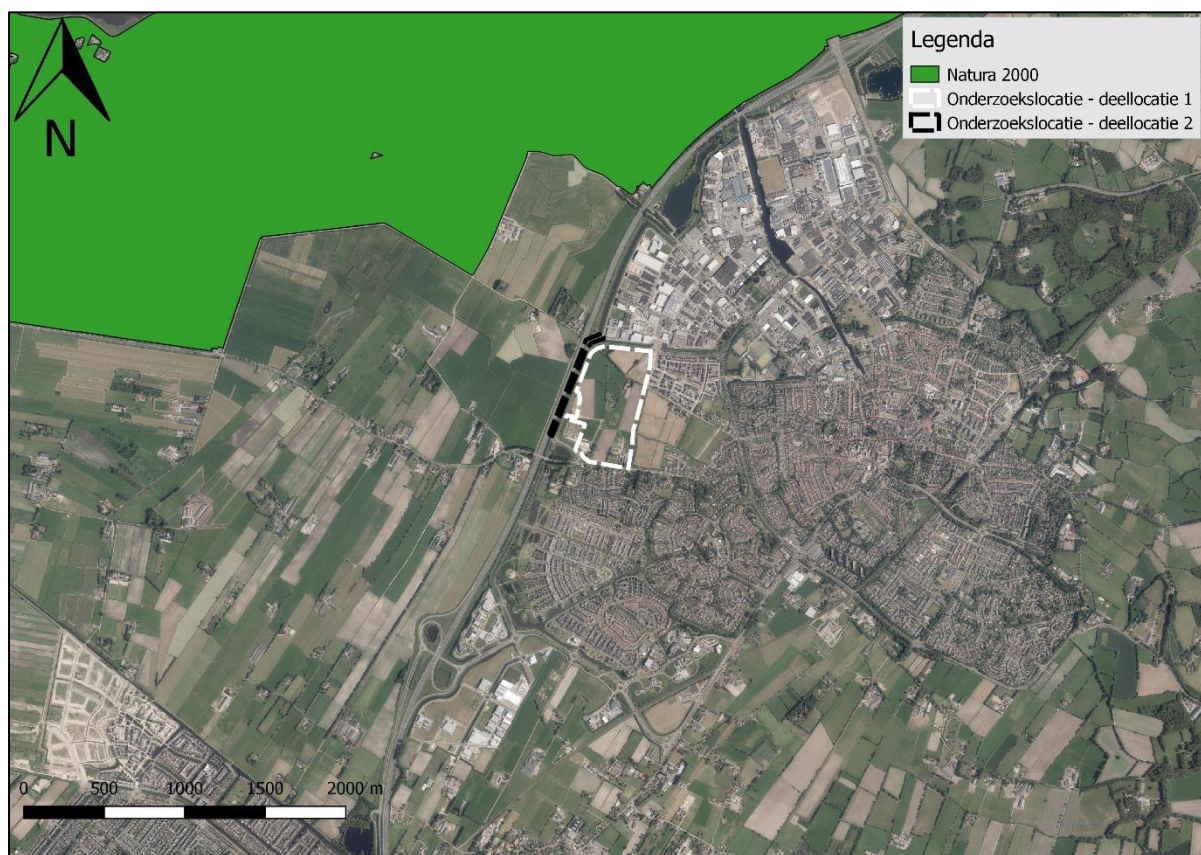 Legenda
Natura 2000
Onderzoekslocatie - deellocatie 1
Onderzoekslocatie - deellocatie 2
N
0 500 1000 1500 2000 m